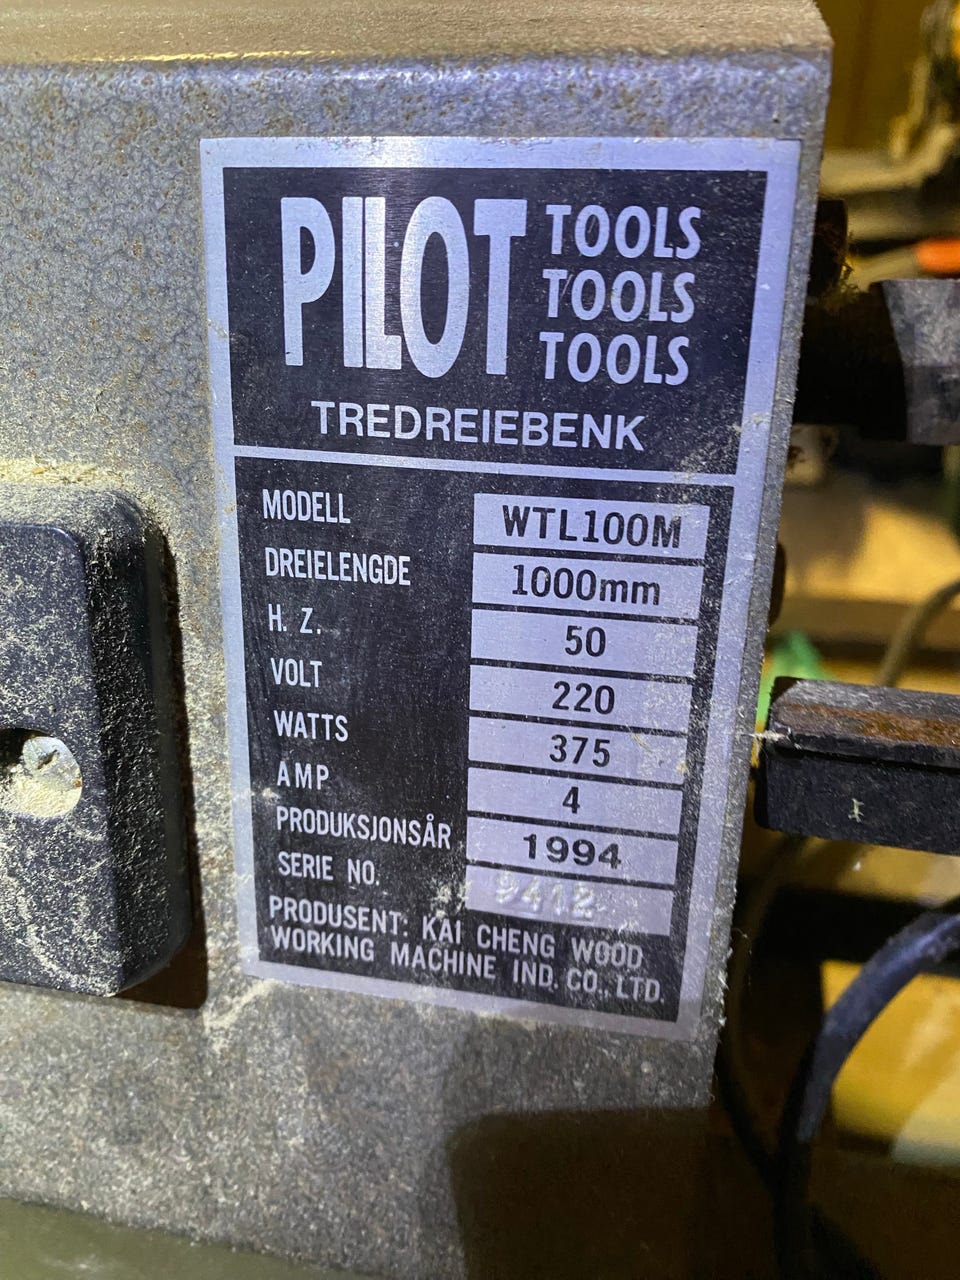 PILOT TOOLS
TOOLS
TOOLS
TREDREIEBENK
MODELL WTL100M
DREIELENGDE 1000mm
H. Z. 50
VOLT 220
WATTS 375
AMP 4
PRODUKSJONSÅR 1994
SERIE NO. 9412
PRODUSENT: KAI CHENG WOOD
WORKING MACHINE IND. CO., LTD.